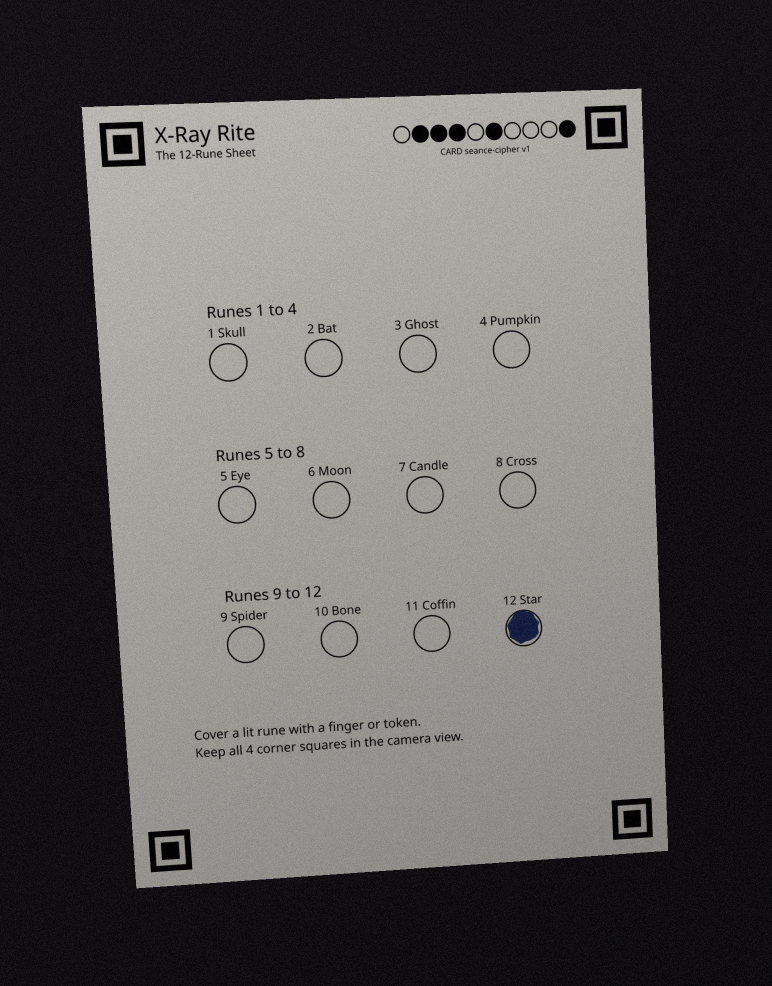 X-Ray Rite
The 12-Rune Sheet
CARD seance-cipher v1
Runes 1 to 4
1 Skull 2 Bat 3 Ghost 4 Pumpkin
Runes 5 to 8
5 Eye 6 Moon 7 Candle 8 Cross
Runes 9 to 12
9 Spider 10 Bone 11 Coffin 12 Star
Cover a lit rune with a finger or token.
Keep all 4 corner squares in the camera view.